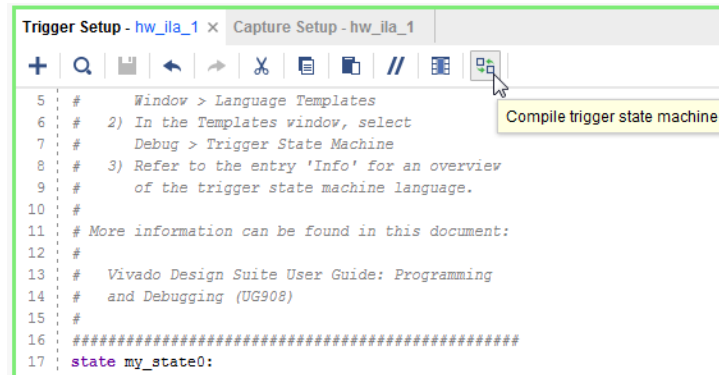 Trigger Setup - hw_ila_1 × Capture Setup - hw_ila_1
Compile trigger state machine
5 # Window > Language Templates
6 # 2) In the Templates window, select
7 # Debug > Trigger State Machine
8 # 3) Refer to the entry 'Info' for an overview
9 # of the trigger state machine language.
10 #
11 # More information can be found in this document:
12 #
13 # Vivado Design Suite User Guide: Programming
14 # and Debugging (UG908)
15 #
16 ##################################################
17 state my_state0: